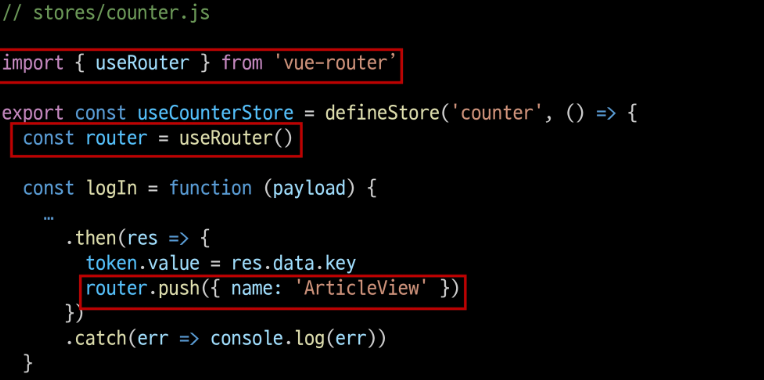 // stores/counter.js
import { useRouter } from 'vue-router’
export const useCounterStore = defineStore('counter', () => {
const router = useRouter()
const logIn = function (payload) {
…
.then(res => {
token.value = res.data.key
router.push({ name: 'ArticleView' })
})
.catch(err => console.log(err))
}